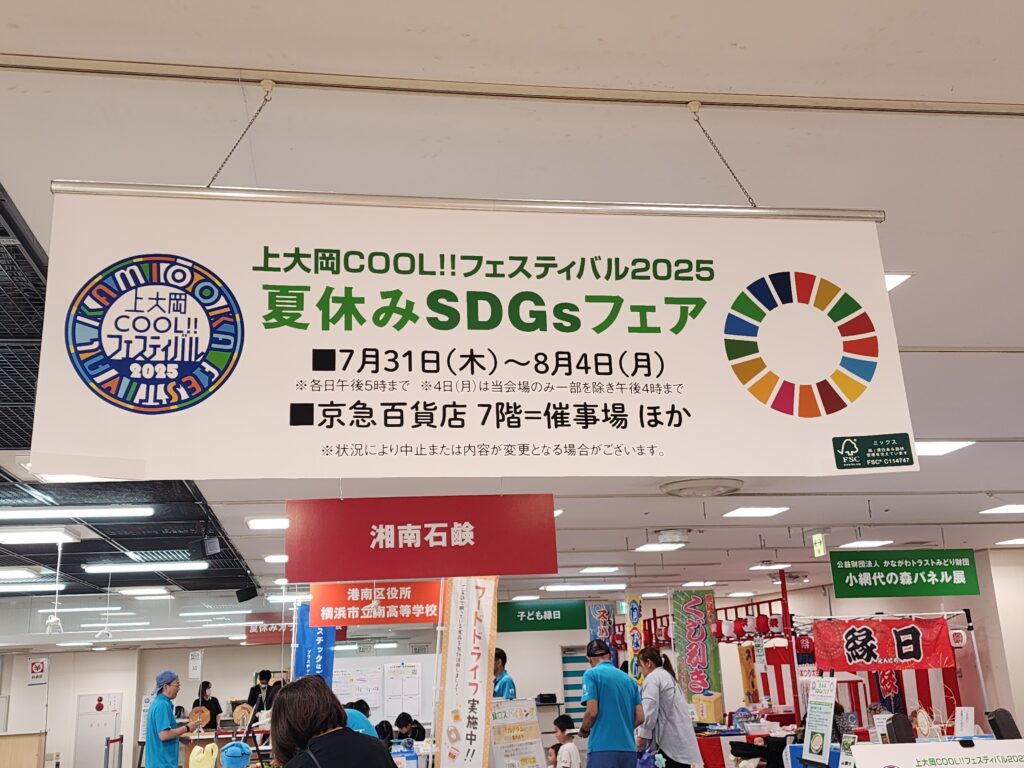 上大岡COOL!!フェスティバル2025
夏休みSDGsフェア
■7月31日(木)～8月4日(月)
※各日午後5時まで ※4日(月)は当会場のみ一部を除き午後4時まで
■京急百貨店 7階=催事場 ほか
※状況により中止または内容が変更となる場合がございます。
KAMIOOKA FESTIVAL
上大岡
COOL!!
フェスティバル
2025
FSC
ミックス
FSC® C114747
湘南石鹸
港南区役所
横浜市立南高等学校
子ども縁日
公益財団法人 かながわトラストみどり財団
小網代の森パネル展
フードドライブ実施中!!
くじ引き
縁日
上大岡COOL!!フェスティバル202